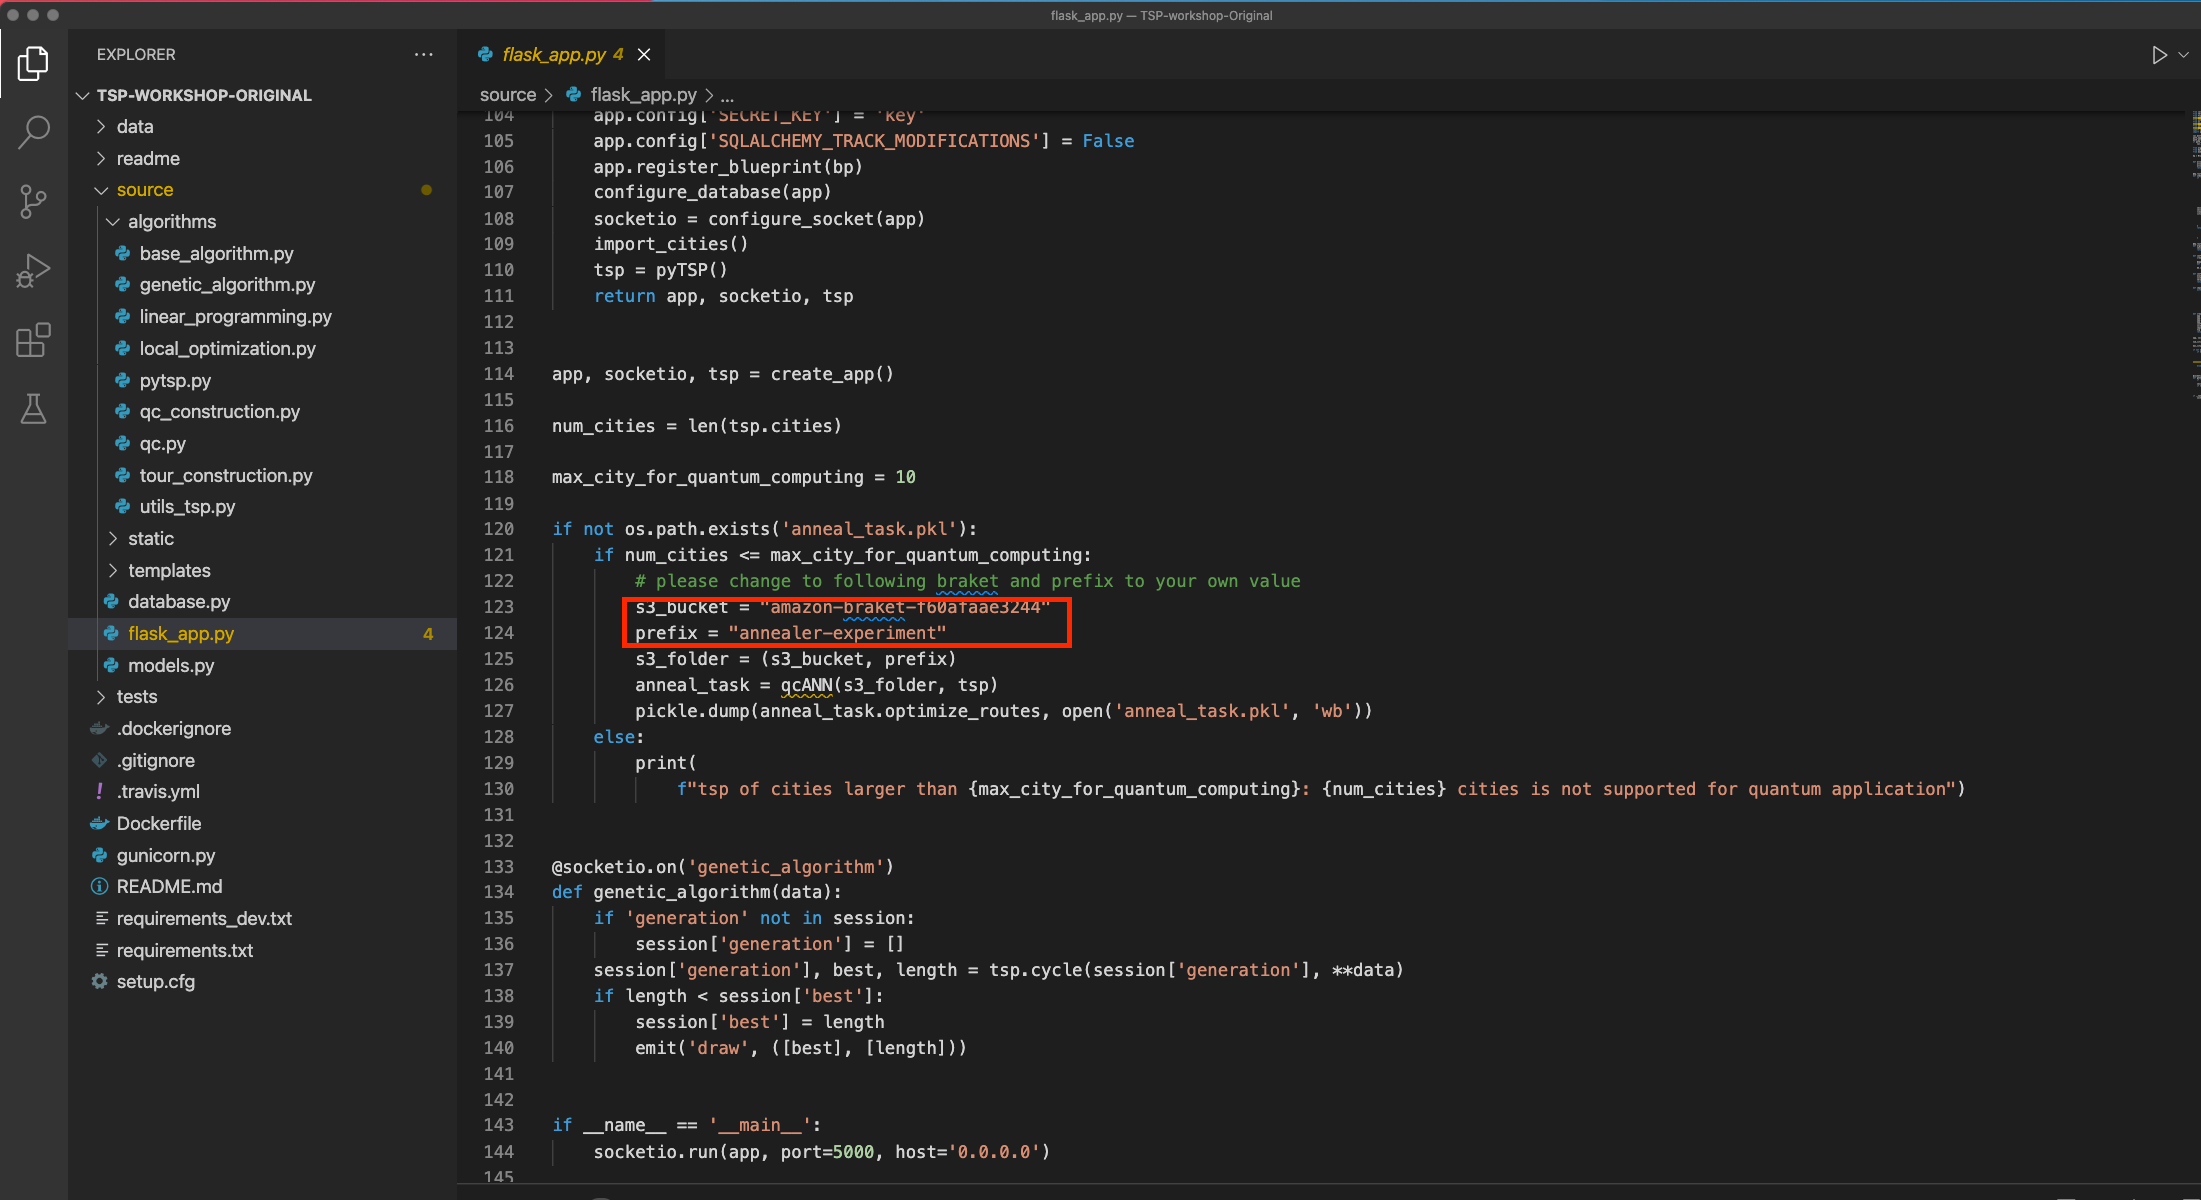 flask_app.py — TSP-workshop-Original
EXPLORER
...
TSP-WORKSHOP-ORIGINAL
data
readme
source
algorithms
base_algorithm.py
genetic_algorithm.py
linear_programming.py
local_optimization.py
pytsp.py
qc_construction.py
qc.py
tour_construction.py
utils_tsp.py
static
templates
database.py
flask_app.py 4
models.py
tests
.dockerignore
.gitignore
.travis.yml
Dockerfile
gunicorn.py
README.md
requirements_dev.txt
requirements.txt
setup.cfg
flask_app.py 4
source > flask_app.py > ...
104 app.config['SECRET_KEY'] = 'key'
105 app.config['SQLALCHEMY_TRACK_MODIFICATIONS'] = False
106 app.register_blueprint(bp)
107 configure_database(app)
108 socketio = configure_socket(app)
109 import_cities()
110 tsp = pyTSP()
111 return app, socketio, tsp
112
113
114 app, socketio, tsp = create_app()
115
116 num_cities = len(tsp.cities)
117
118 max_city_for_quantum_computing = 10
119
120 if not os.path.exists('anneal_task.pkl'):
121 if num_cities <= max_city_for_quantum_computing:
122 # please change to following braket and prefix to your own value
123 s3_bucket = "amazon-braket-f60afaae3244"
124 prefix = "annealer-experiment"
125 s3_folder = (s3_bucket, prefix)
126 anneal_task = qcANN(s3_folder, tsp)
127 pickle.dump(anneal_task.optimize_routes, open('anneal_task.pkl', 'wb'))
128 else:
129 print(
130 f"tsp of cities larger than {max_city_for_quantum_computing}: {num_cities} cities is not supported for quantum application")
131
132
133 @socketio.on('genetic_algorithm')
134 def genetic_algorithm(data):
135 if 'generation' not in session:
136 session['generation'] = []
137 session['generation'], best, length = tsp.cycle(session['generation'], **data)
138 if length < session['best']:
139 session['best'] = length
140 emit('draw', ([best], [length]))
141
142
143 if __name__ == '__main__':
144 socketio.run(app, port=5000, host='0.0.0.0')
145